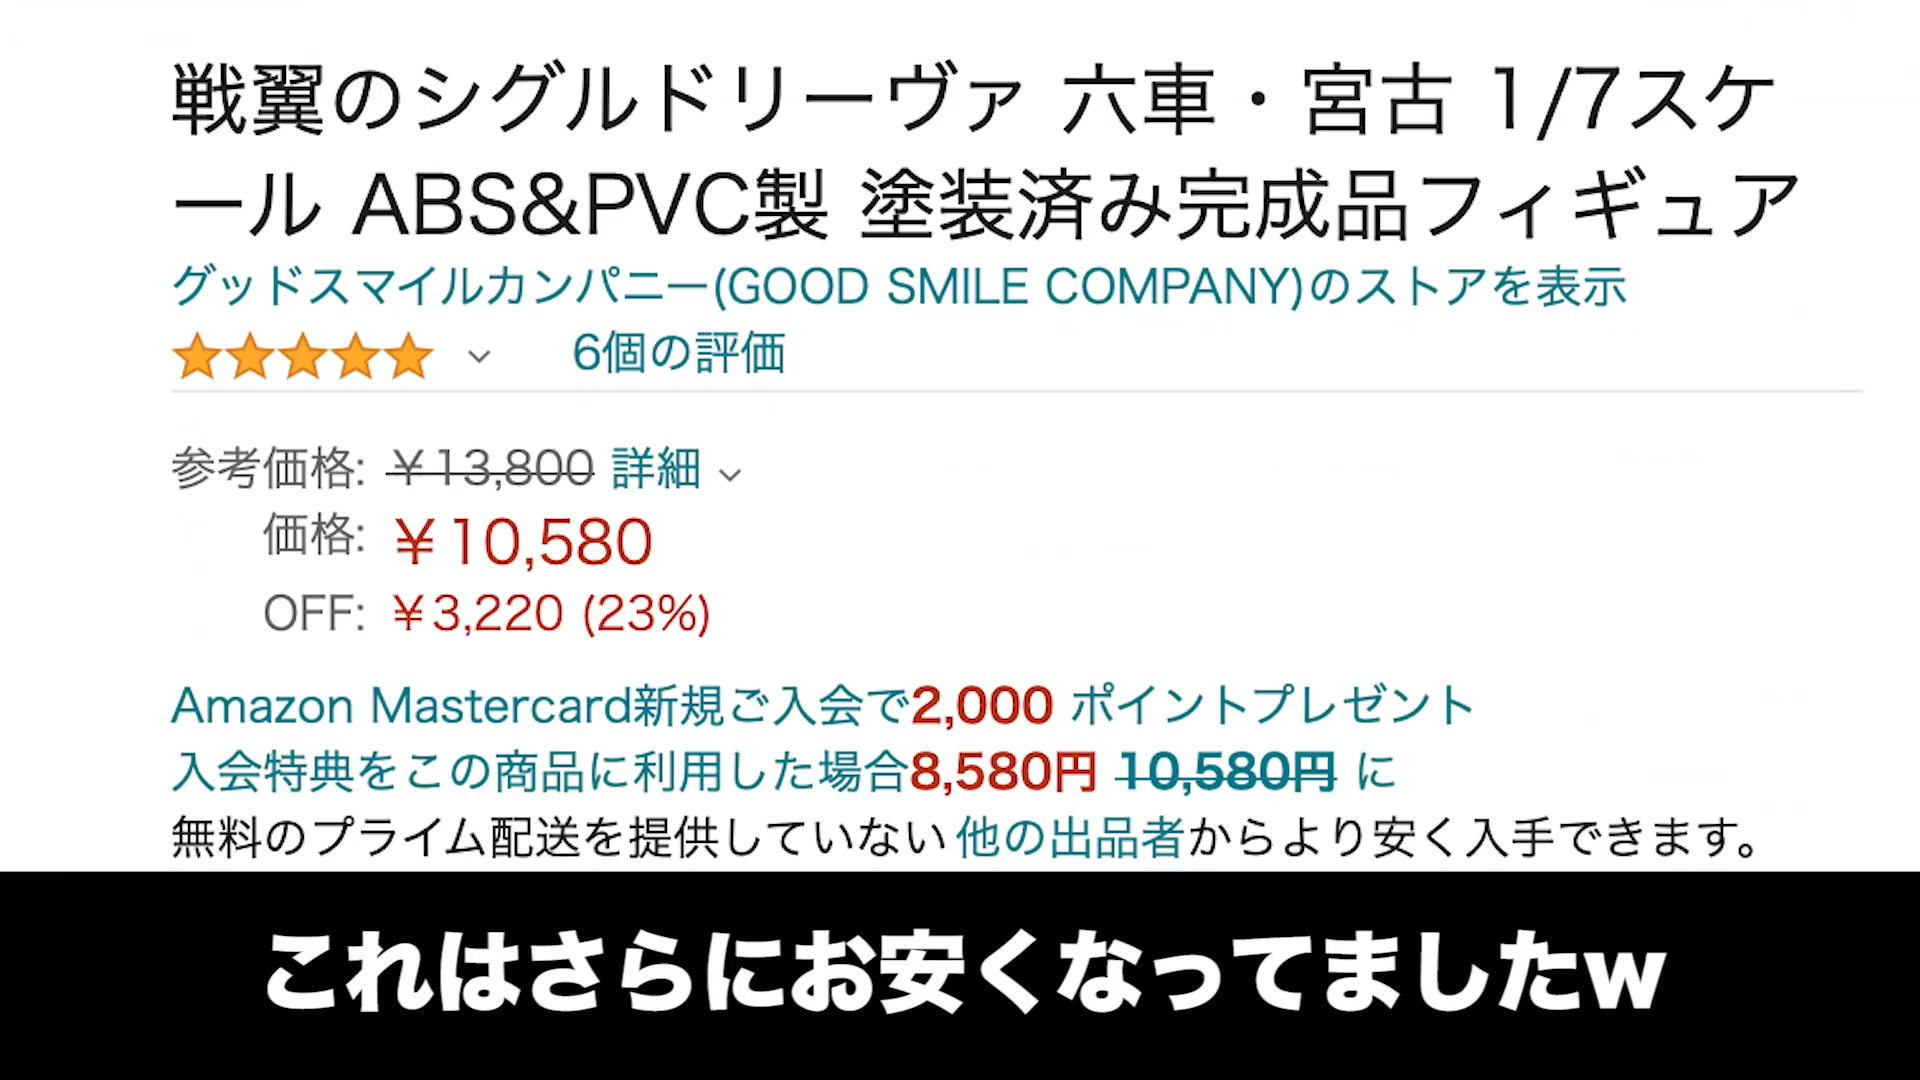 戦翼のシグルドリーヴァ 六車・宮古 1/7スケ
ール ABS&PVC製 塗装済み完成品フィギュア
グッドスマイルカンパニー(GOOD SMILE COMPANY)のストアを表示
6個の評価
参考価格: ￥13,800 詳細
価格: ￥10,580
OFF: ￥3,220 (23%)
Amazon Mastercard新規ご入会で2,000 ポイントプレゼント
入会特典をこの商品に利用した場合8,580円 10,580円 に
無料のプライム配送を提供していない 他の出品者からより安く入手できます。
これはさらにお安くなってましたw